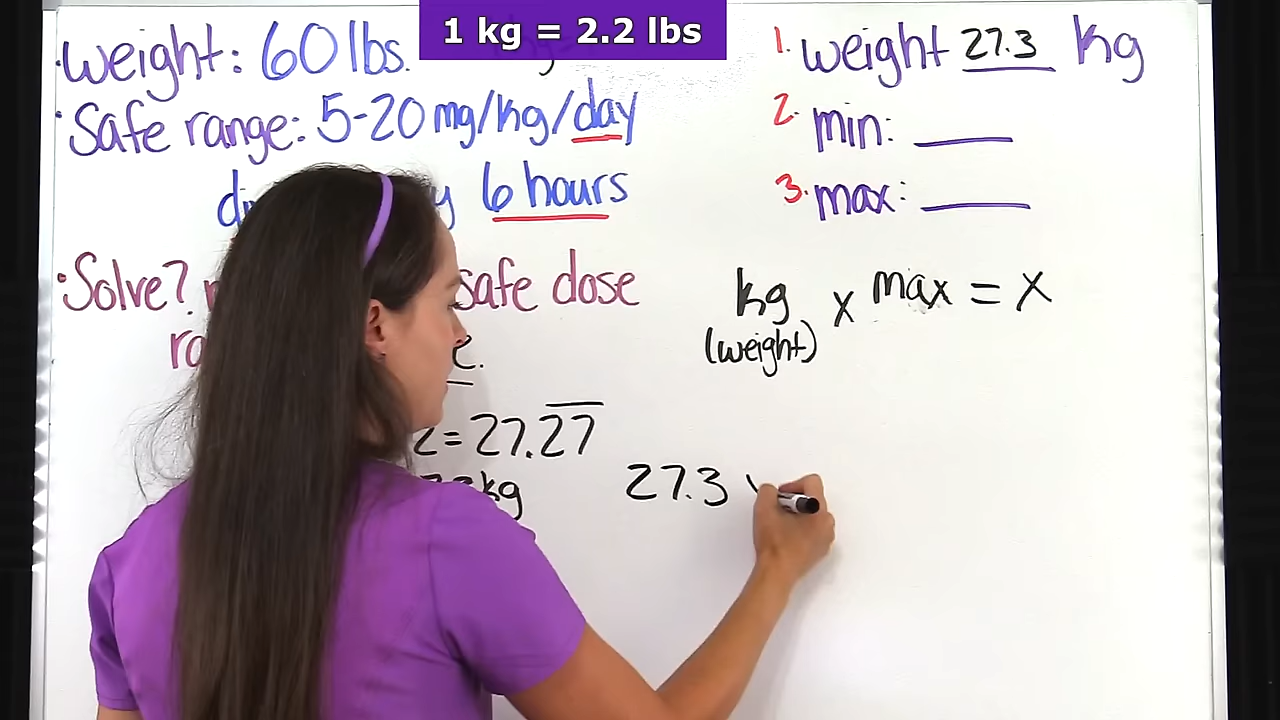 1 kg = 2.2 lbs
weight: 60 lbs.
Safe range: 5-20 mg/kg/day
6 hours
Solve? safe dose
= 27.27
kg
1. weight 27.3 kg
2. min:
3. max:
kg x max = x
(weight)
27.3